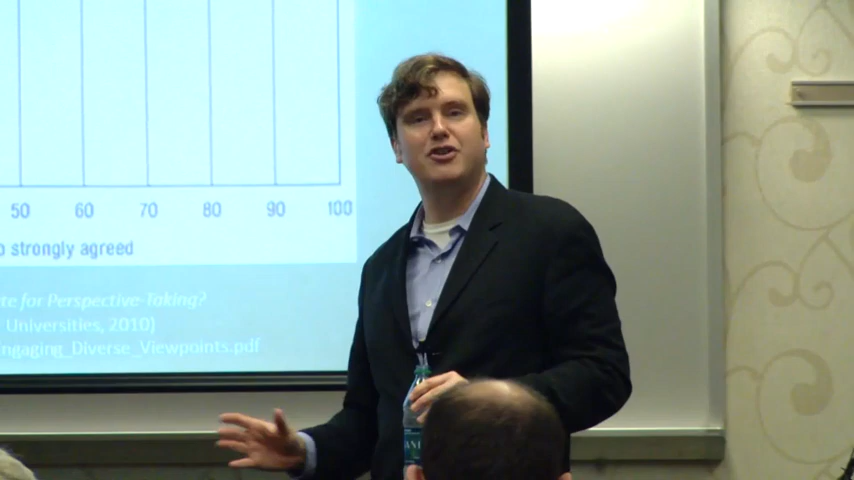 50 60 70 80 90 100
strongly agreed
te for Perspective-Taking?
Universities, 2010)
ngaging_Diverse_Viewpoints.pdf